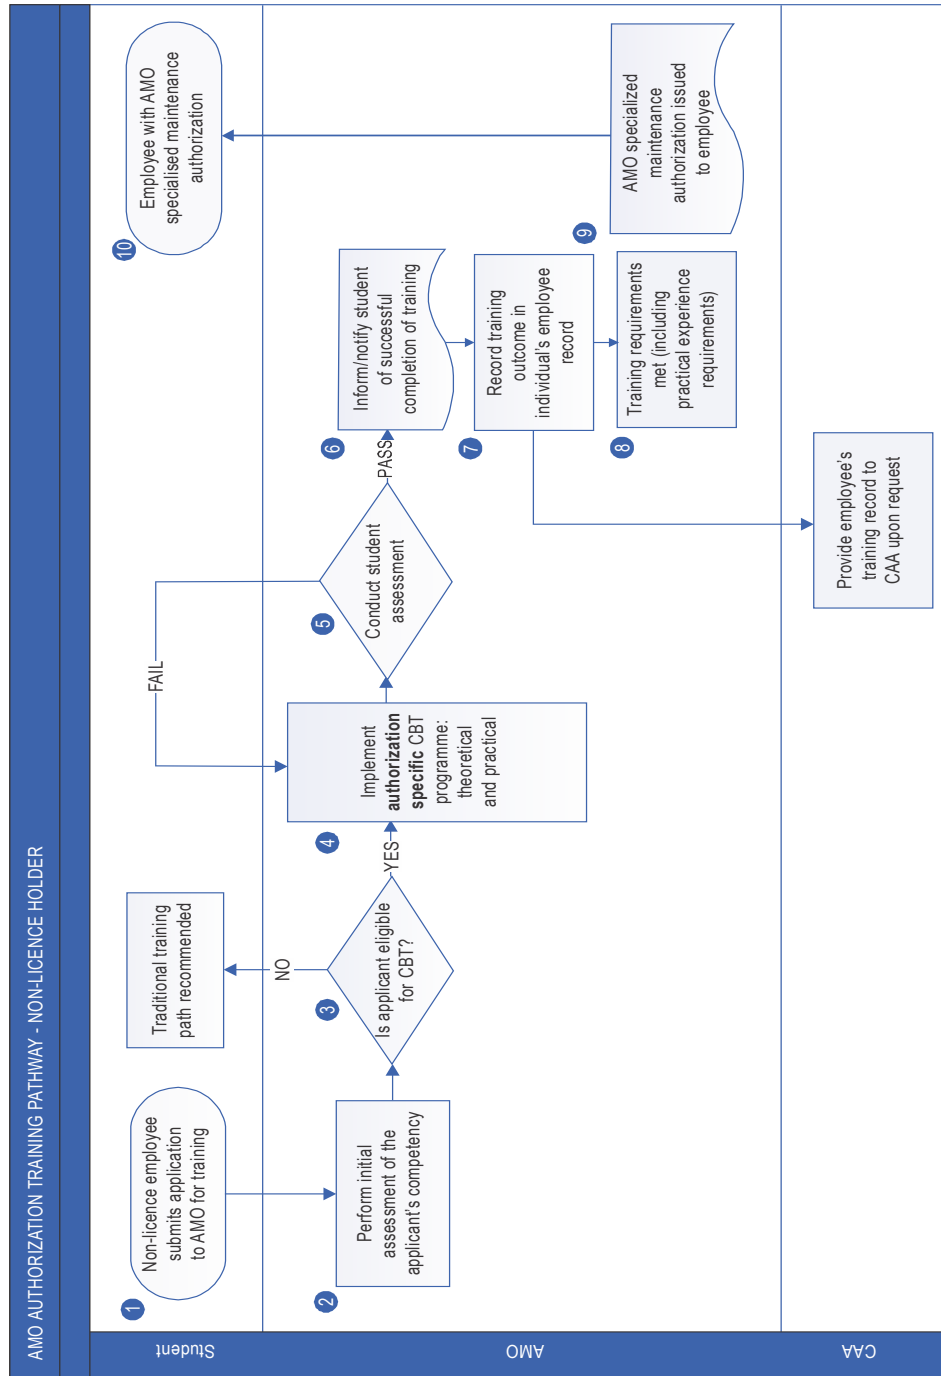 AMO AUTHORIZATION TRAINING PATHWAY - NON-LICENCE HOLDER
Student
1
Non-licence employee
submits application
to AMO for training
Traditional training
path recommended
NO
FAIL
10
Employee with AMO
specialised maintenance
authorization
AMO
2
Perform initial
assessment of the
applicant's competency
3
Is applicant eligible
for CBT?
YES
4
Implement
authorization
specific CBT
programme:
theoretical
and practical
5
Conduct student
assessment
PASS
6
Inform/notify student
of successful
completion of training
7
Record training
outcome in
individual's employee
record
8
Training requirements
met (including
practical experience
requirements)
9
AMO specialized
maintenance
authorization issued
to employee
CAA
Provide employee's
training record to
CAA upon request